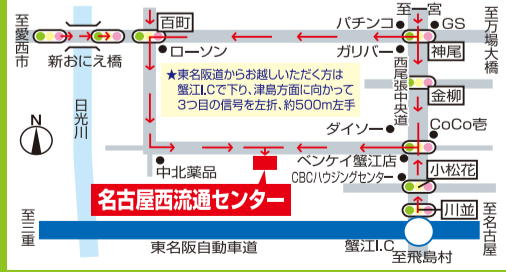 至愛西市
新おにえ橋
日光川
百町
ローソン
パチンコ
ガリバー
至一宮
GS
神尾
至万場大橋
西尾張中央道
金柳
★東名阪道からお越しいただく方は
蟹江I.Cで下り、津島方面に向かって
3つ目の信号を左折、約500m左手
ダイソー
CoCo壱
N
中北薬品
ベンケイ蟹江店
CBCハウジングセンター
小松花
名古屋西流通センター
川並
至三重
東名阪自動車道
蟹江I.C
至飛島村
至名古屋